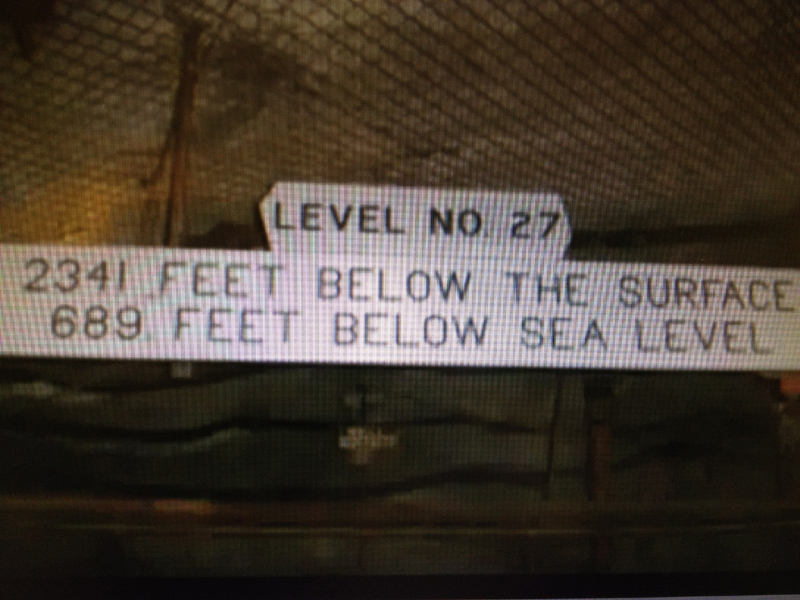 LEVEL NO. 27
2341 FEET BELOW THE SURFACE
689 FEET BELOW SEA LEVEL